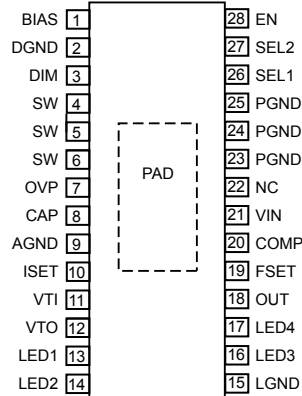 BIAS 1 28 EN
DGND 2 27 SEL2
DIM 3 26 SEL1
SW 4 25 PGND
SW 5 24 PGND
SW 6 23 PGND
PAD
OVP 7 22 NC
CAP 8 21 VIN
AGND 9 20 COMP
ISET 10 19 FSET
VTI 11 18 OUT
VTO 12 17 LED4
LED1 13 16 LED3
LED2 14 15 LGND